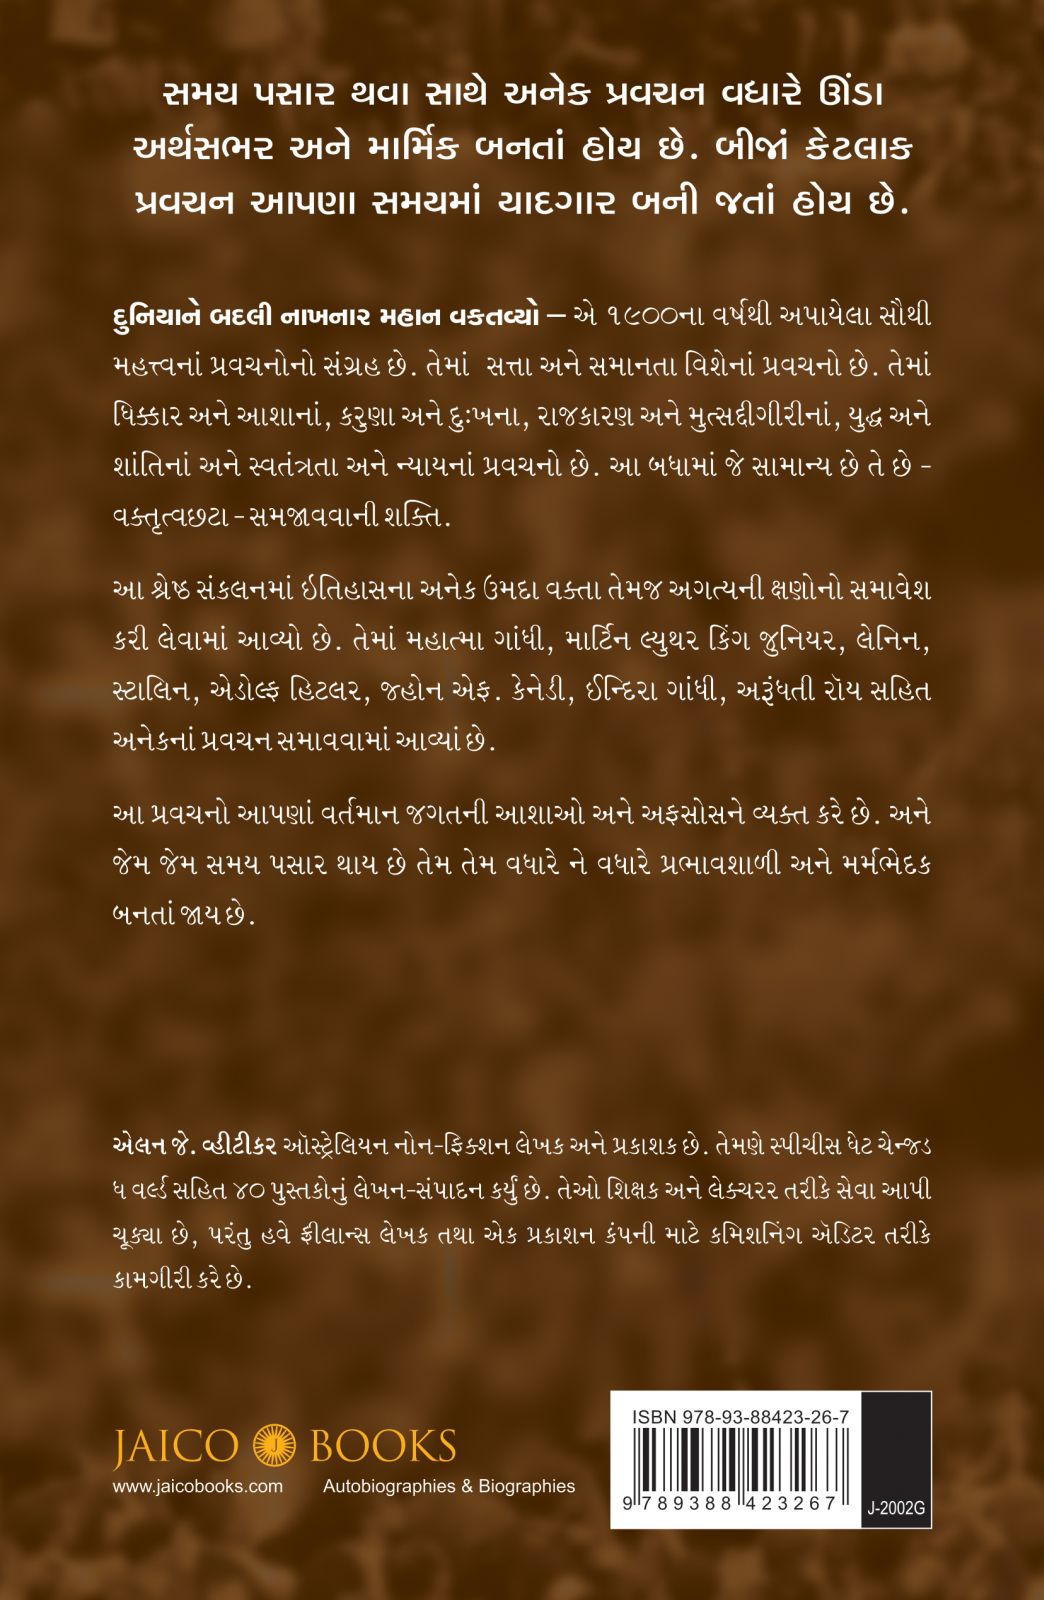 સમય પસાર થવા સાથે અનેક પ્રવચન વધારે ઊંડા
અર્થસભર અને માર્મિક બનતાં હોય છે. બીજાં કેટલાક
પ્રવચન આપણા સમયમાં યાદગાર બની જતાં હોય છે.
દુનિયાને બદલી નાખનાર મહાન વકતવ્યો – એ ૧૯૦૦ના વર્ષથી અપાયેલા સૌથી
મહત્ત્વનાં પ્રવચનોનો સંગ્રહ છે. તેમાં સત્તા અને સમાનતા વિશેનાં પ્રવચનો છે. તેમાં
ધિક્કાર અને આશાનાં, કરુણા અને દુઃખના, રાજકારણ અને મુત્સદ્દીગીરીનાં, યુદ્ધ અને
શાંતિનાં અને સ્વતંત્રતા અને ન્યાયનાં પ્રવચનો છે. આ બધામાં જે સામાન્ય છે તે છે -
વક્તૃત્વછટા - સમજાવવાની શક્તિ.
આ શ્રેષ્ઠ સંકલનમાં ઇતિહાસના અનેક ઉમદા વક્તા તેમજ અગત્યની ક્ષણોનો સમાવેશ
કરી લેવામાં આવ્યો છે. તેમાં મહાત્મા ગાંધી, માર્ટિન લ્યુથર કિંગ જુનિયર, લેનિન,
સ્ટાલિન, એડોલ્ફ હિટલર, જ્હોન એફ. કેનેડી, ઈન્દિરા ગાંધી, અરૂંધતી રૉય સહિત
અનેકનાં પ્રવચન સમાવવામાં આવ્યાં છે.
આ પ્રવચનો આપણાં વર્તમાન જગતની આશાઓ અને અફસોસને વ્યક્ત કરે છે. અને
જેમ જેમ સમય પસાર થાય છે તેમ તેમ વધારે ને વધારે પ્રભાવશાળી અને મર્મભેદક
બનતાં જાય છે.
એલન જે. વ્હીટીકર ઑસ્ટ્રેલિયન નોન-ફિક્શન લેખક અને પ્રકાશક છે. તેમણે સ્પીચીસ ધેટ ચેન્જડ
ધ વર્લ્ડ સહિત ૪૦ પુસ્તકોનું લેખન-સંપાદન કર્યું છે. તેઓ શિક્ષક અને લેક્ચરર તરીકે સેવા આપી
ચૂક્યા છે, પરંતુ હવે ફ્રીલાન્સ લેખક તથા એક પ્રકાશન કંપની માટે કમિશનિંગ ઍડિટર તરીકે
કામગીરી કરે છે.
JAICO J BOOKS
www.jaicobooks.com Autobiographies & Biographies
ISBN 978-93-88423-26-7
9 789388 423267
J-2002G